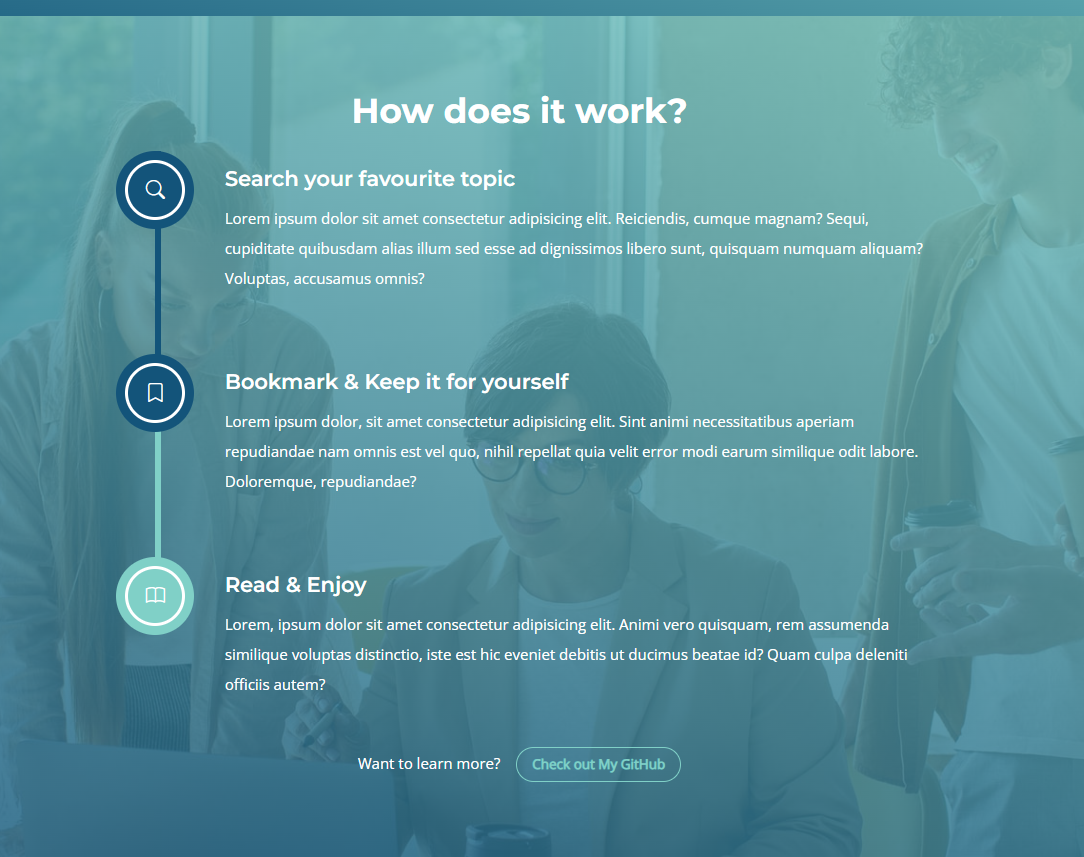 How does it work?
Search your favourite topic
Lorem ipsum dolor sit amet consectetur adipisicing elit. Reiciendis, cumque magnam? Sequi,
cupiditate quibusdam alias illum sed esse ad dignissimos libero sunt, quisquam numquam aliquam?
Voluptas, accusamus omnis?
Bookmark & Keep it for yourself
Lorem ipsum dolor, sit amet consectetur adipisicing elit. Sint animi necessitatibus aperiam
repudiandae nam omnis est vel quo, nihil repellat quia velit error modi earum similique odit labore.
Doloremque, repudiandae?
Read & Enjoy
Lorem, ipsum dolor sit amet consectetur adipisicing elit. Animi vero quisquam, rem assumenda
similique voluptas distinctio, iste est hic eveniet debitis ut ducimus beatae id? Quam culpa deleniti
officiis autem?
Want to learn more? Check out My GitHub